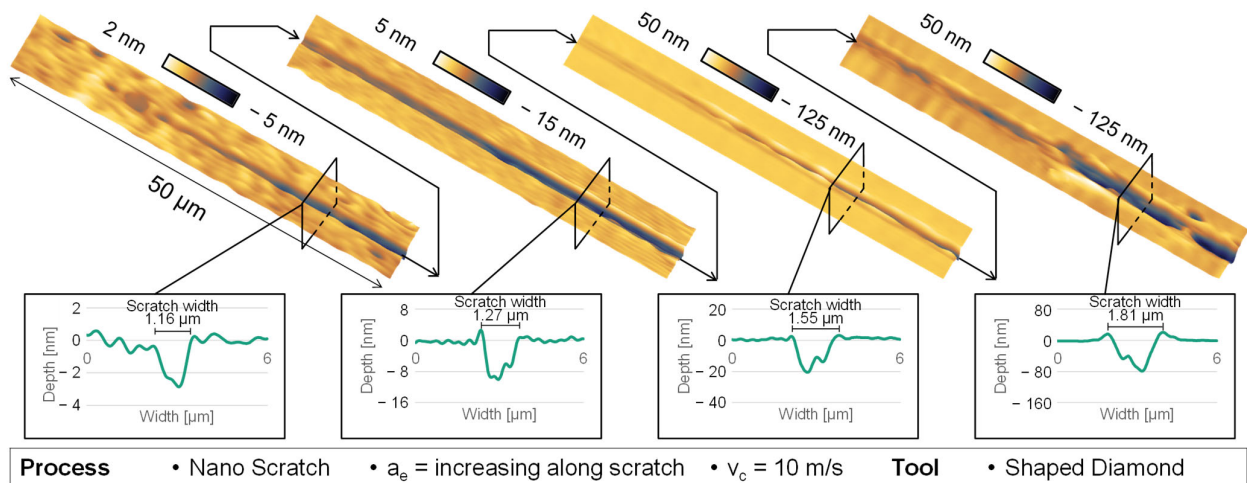 2 nm
− 5 nm
50 µm
5 nm
− 15 nm
50 nm
− 125 nm
50 nm
− 125 nm
Scratch width
1.16 µm
2
0
− 2
− 4
0
6
Depth [nm]
Width [µm]
Scratch width
1.27 µm
8
0
− 8
− 16
0
6
Depth [nm]
Width [µm]
Scratch width
1.55 µm
20
0
− 20
− 40
0
6
Depth [nm]
Width [µm]
Scratch width
1.81 µm
80
0
− 80
− 160
0
6
Depth [nm]
Width [µm]
Process • Nano Scratch • aₑ = increasing along scratch • v_c = 10 m/s Tool • Shaped Diamond